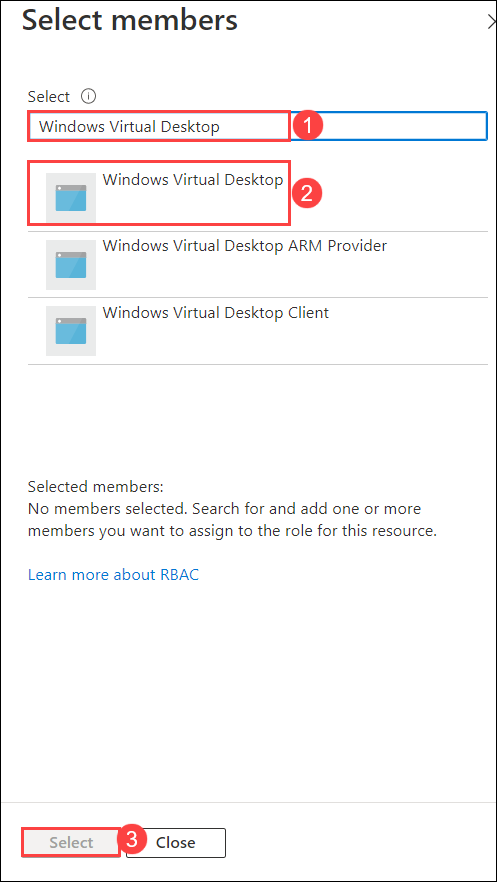 Select members
Select
Windows Virtual Desktop
1
Windows Virtual Desktop
2
Windows Virtual Desktop ARM Provider
Windows Virtual Desktop Client
Selected members:
No members selected. Search for and add one or more
members you want to assign to the role for this resource.
Learn more about RBAC
Select
3
Close